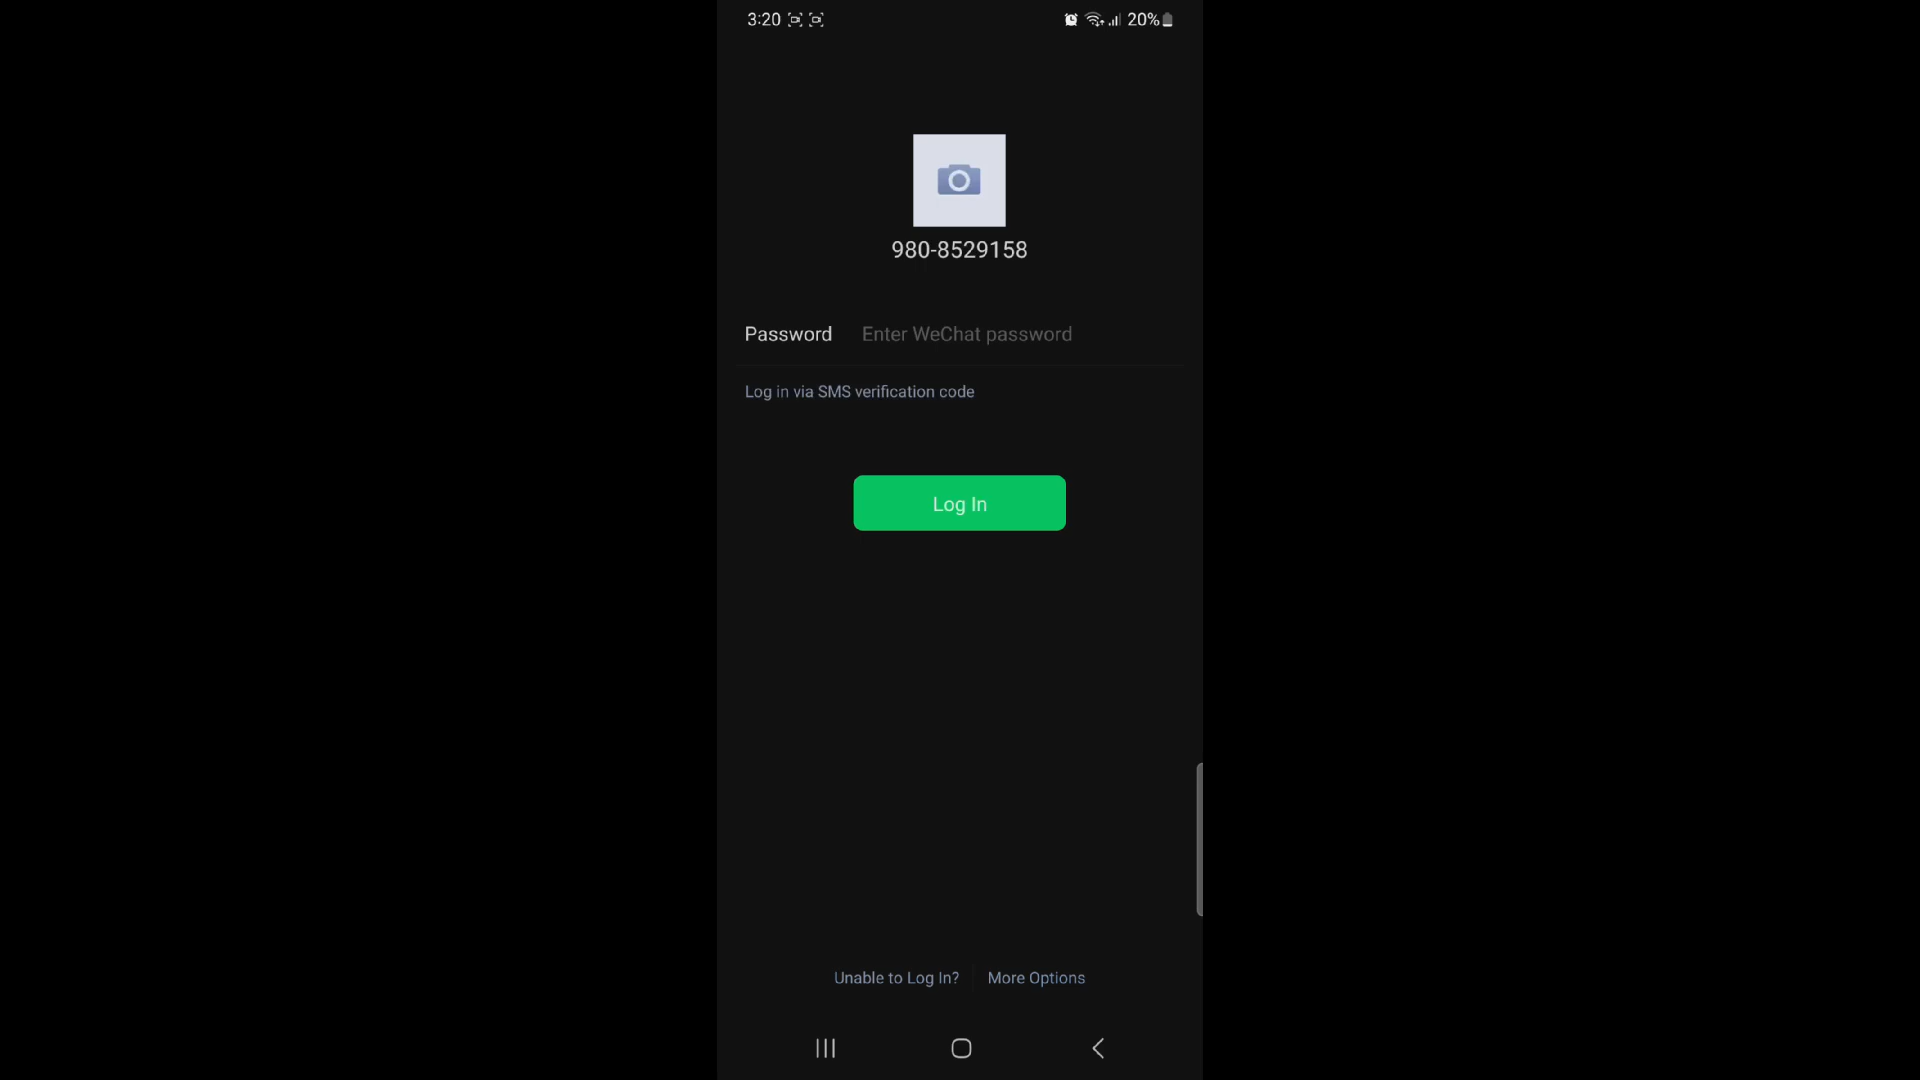 3:20 20%
980-8529158
Password Enter WeChat password
Log in via SMS verification code
Log In
Unable to Log In? More Options